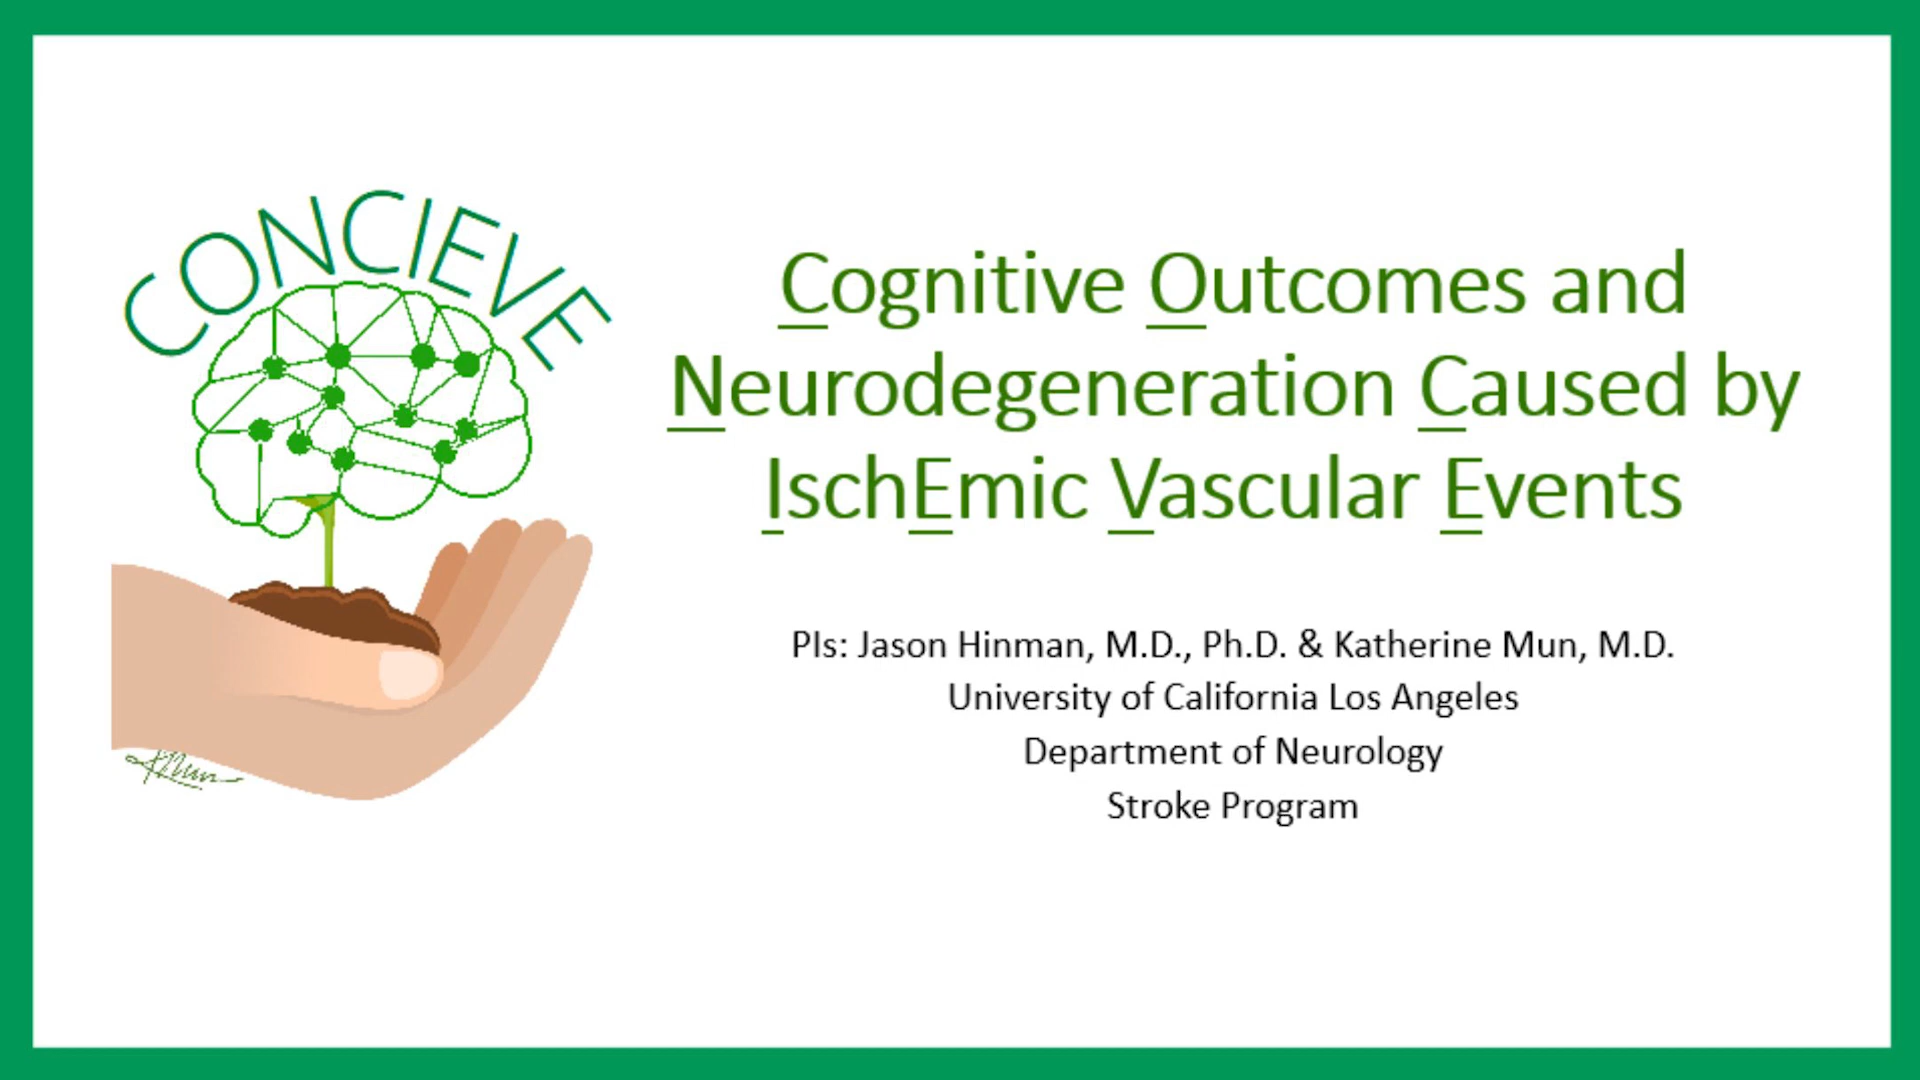 CONCIEVE
Cognitive Outcomes and
Neurodegeneration Caused by
IschEmic Vascular Events
PIs: Jason Hinman, M.D., Ph.D. & Katherine Mun, M.D.
University of California Los Angeles
Department of Neurology
Stroke Program
KMun